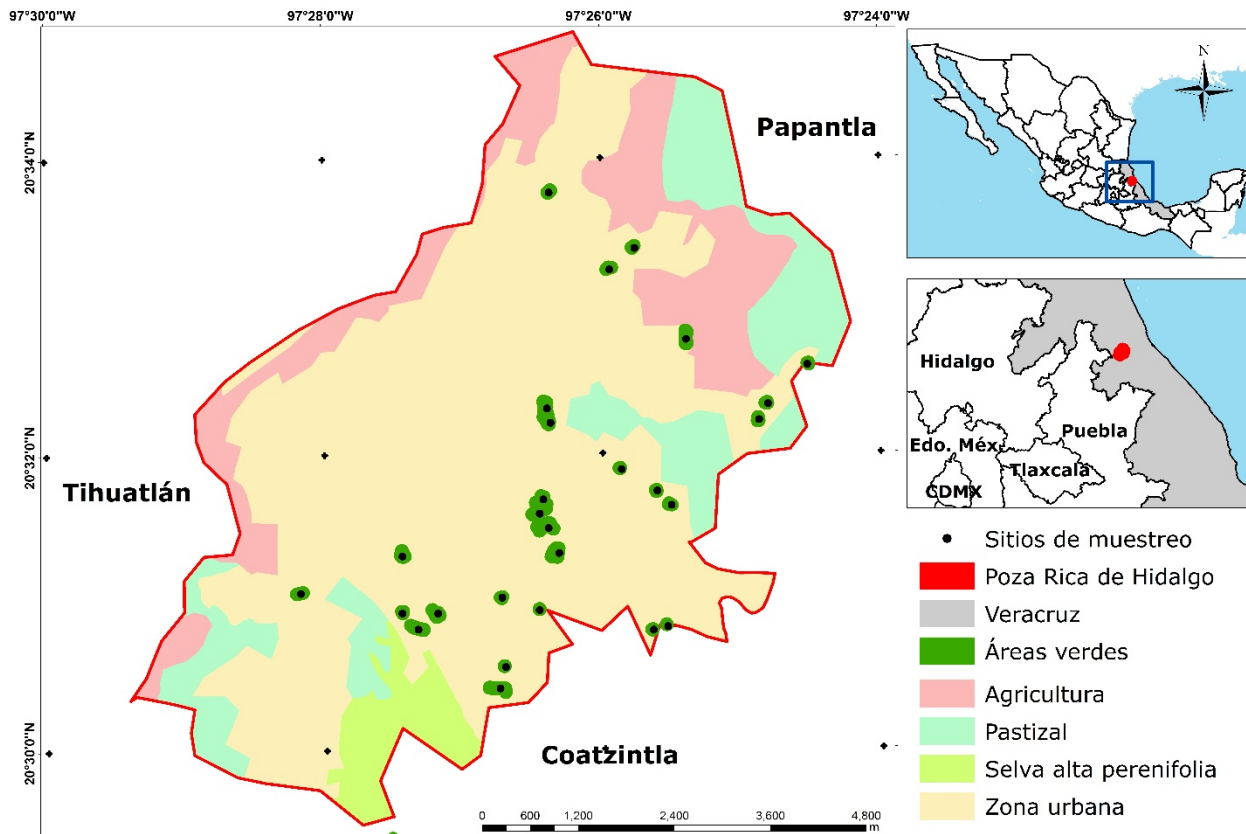 97°30'0"W
97°28'0"W
97°26'0"W
97°24'0"W
20°34'0"N
20°32'0"N
20°30'0"N
Papantla
Tihuatlán
Coatzintla
0 600 1,200 2,400 3,600 4,800
m
N
Hidalgo
Puebla
Edo. Méx.
Tlaxcala
CDMX
Sitios de muestreo
Poza Rica de Hidalgo
Veracruz
Áreas verdes
Agricultura
Pastizal
Selva alta perenifolia
Zona urbana